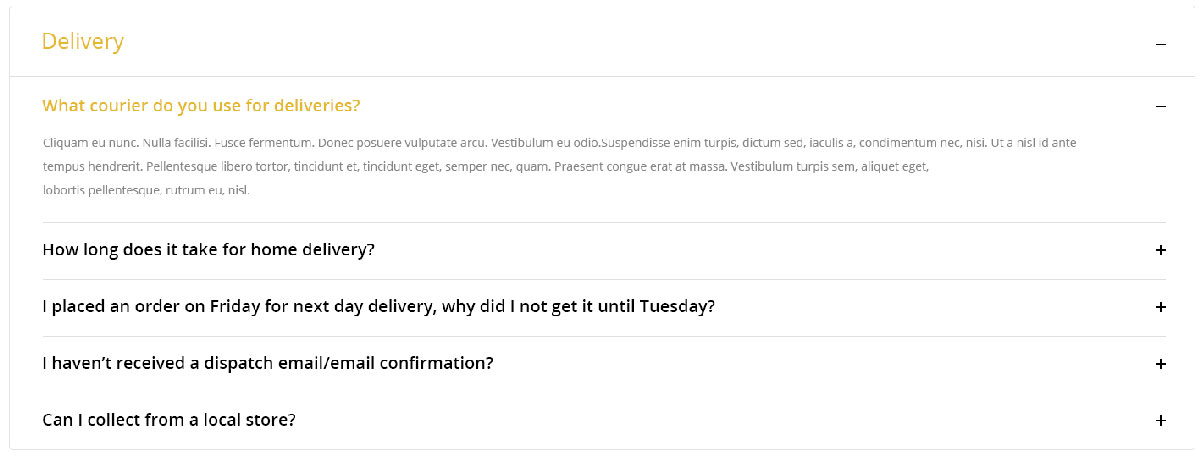 Delivery
What courier do you use for deliveries?
Cliquam eu nunc. Nulla facilisi. Fusce fermentum. Donec posuere vulputate arcu. Vestibulum eu odio.Suspendisse enim turpis, dictum sed, iaculis a, condimentum nec, nisi. Ut a nisl id ante
tempus hendrerit. Pellentesque libero tortor, tincidunt et, tincidunt eget, semper nec, quam. Praesent congue erat at massa. Vestibulum turpis sem, aliquet eget,
lobortis pellentesque, rutrum eu, nisl.
How long does it take for home delivery?
I placed an order on Friday for next day delivery, why did I not get it until Tuesday?
I haven’t received a dispatch email/email confirmation?
Can I collect from a local store?